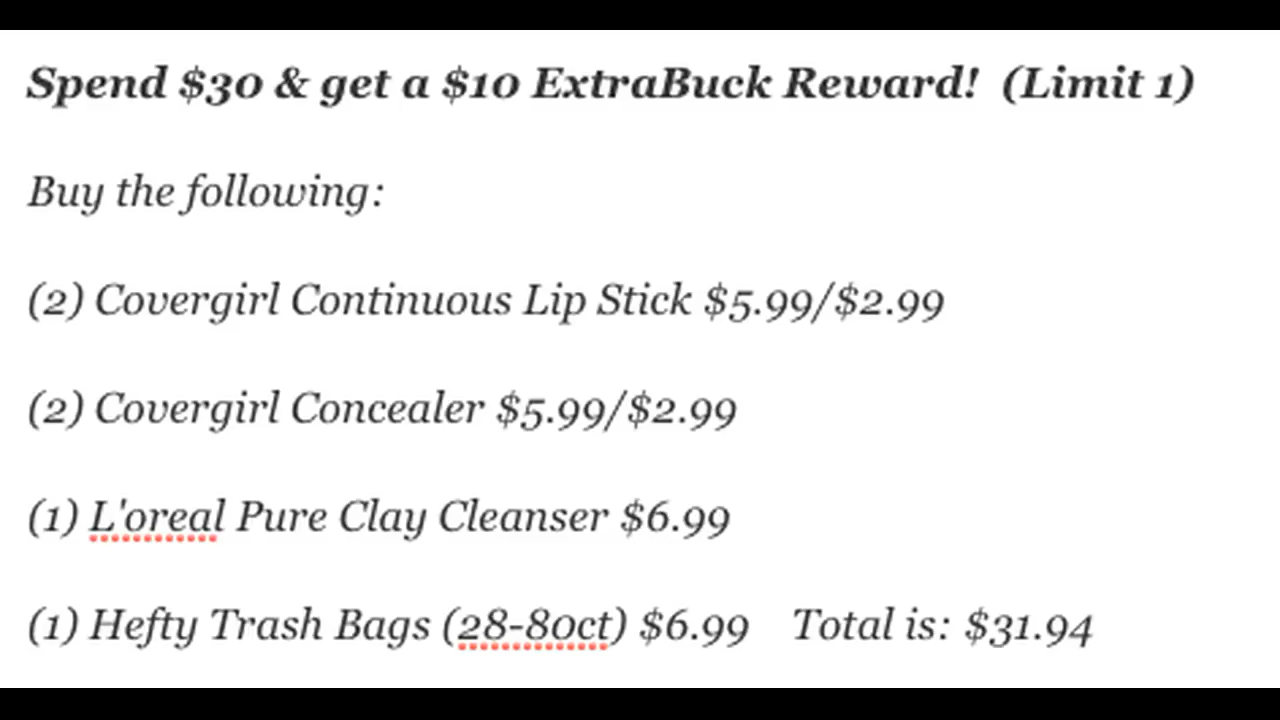 Spend $30 & get a $10 ExtraBuck Reward! (Limit 1)
Buy the following:
(2) Covergirl Continuous Lip Stick $5.99/$2.99
(2) Covergirl Concealer $5.99/$2.99
(1) L'oreal Pure Clay Cleanser $6.99
(1) Hefty Trash Bags (28-80ct) $6.99 Total is: $31.94